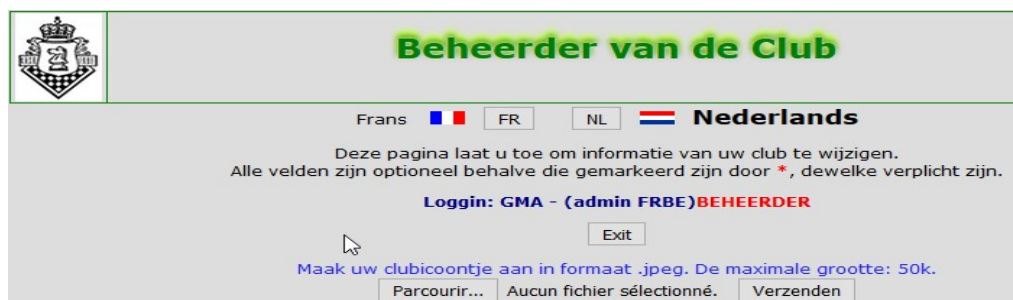 Beheerder van de Club
Frans FR NL Nederlands
Deze pagina laat u toe om informatie van uw club te wijzigen.
Alle velden zijn optioneel behalve die gemarkeerd zijn door *, dewelke verplicht zijn.
Loggin: GMA - (admin FRBE)BEHEERDER
Exit
Maak uw clubicoontje aan in formaat .jpeg. De maximale grootte: 50k.
Parcourir... Aucun fichier sélectionné. Verzenden